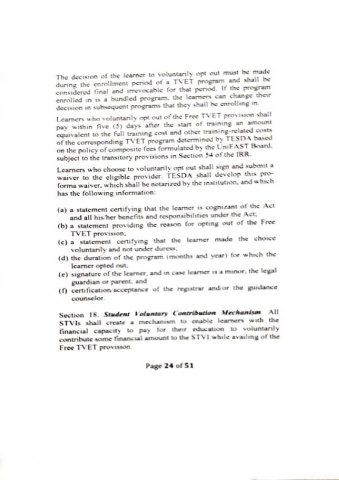 The decision of the learner to voluntarily opt out must be made
during the enrollment period of a TVET program and shall be
considered final and irrevocable for that period. If the program
enrolled in is a bundled program, the learners can change their
decision in subsequent programs that they shall be enrolling in.
Learners who voluntarily opt out of the Free TVET provision shall
pay within five (5) days after the start of training an amount
equivalent to the full training cost and other training-related costs
of the corresponding TVET program determined by TESDA based
on the policy of composite fees formulated by the UniFAST Board,
subject to the transitory provisions in Section 54 of the IRR.
Learners who choose to voluntarily opt out shall sign and submit a
waiver to the eligible provider. TESDA shall develop this pro-
forma waiver, which shall be notarized by the institution, and which
has the following information:
(a) a statement certifying that the learner is cognizant of the Act
and all his/her benefits and responsibilities under the Act;
(b) a statement providing the reason for opting out of the Free
TVET provision;
(c) a statement certifying that the learner made the choice
voluntarily and not under duress;
(d) the duration of the program (months and year) for which the
learner opted out;
(e) signature of the learner, and in case learner is a minor, the legal
guardian or parent; and
(f) certification/acceptance of the registrar and/or the guidance
counselor.
Section 18. Student Voluntary Contribution Mechanism. All
STVIs shall create a mechanism to enable learners with the
financial capacity to pay for their education to voluntarily
contribute some financial amount to the STVI while availing of the
Free TVET provision.
Page 24 of 51